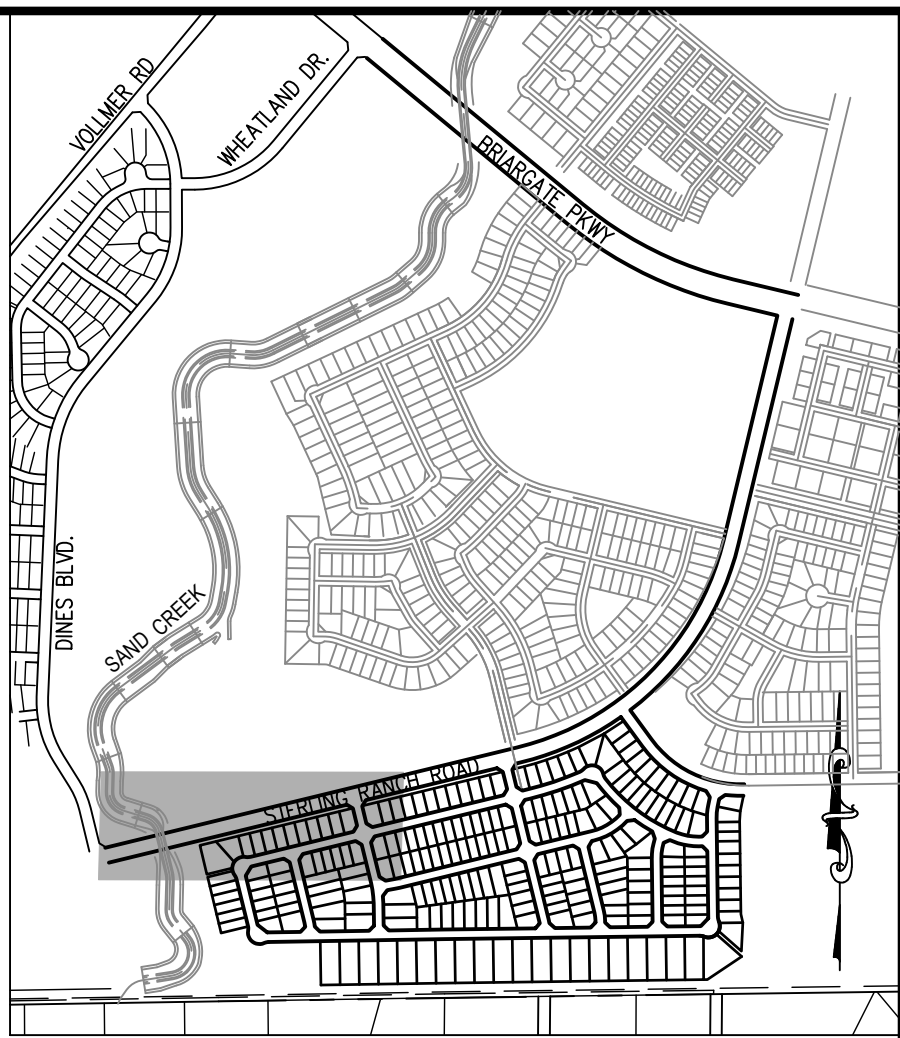 VOLLMER RD
WHEATLAND DR.
BRIARGATE PKWY
DINES BLVD.
SAND CREEK
STERLING RANCH ROAD